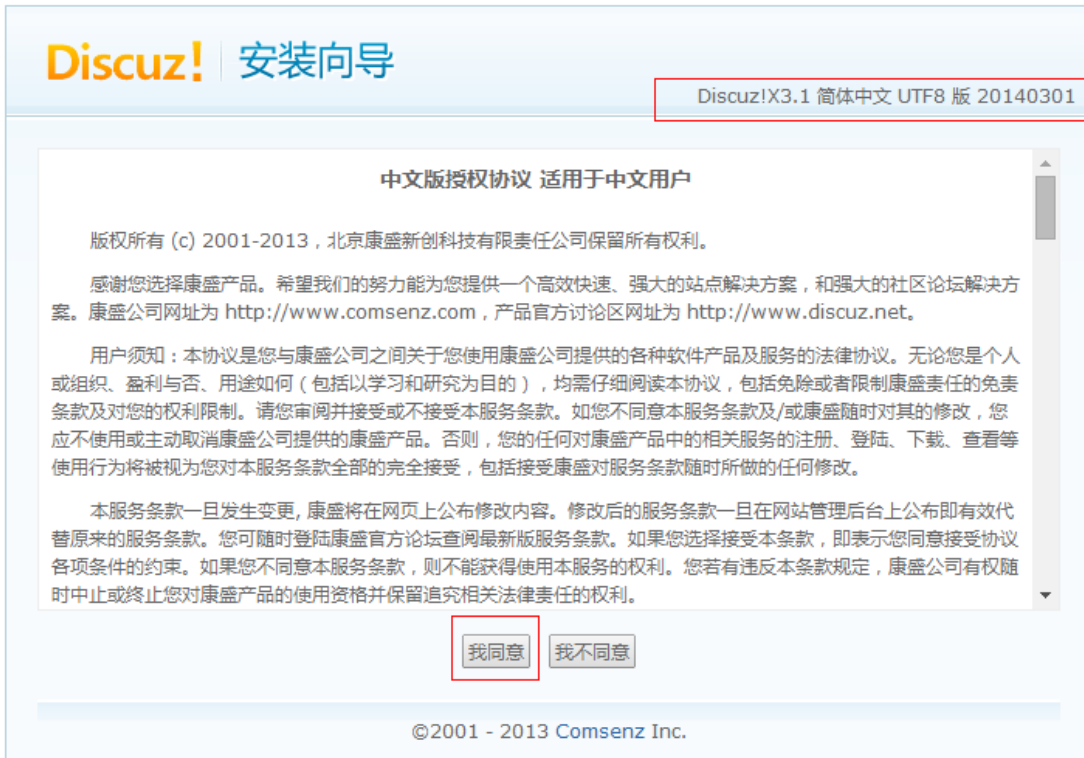 Discuz! 安装向导
Discuz!X3.1 简体中文 UTF8 版 20140301
中文版授权协议 适用于中文用户
版权所有 (c) 2001-2013，北京康盛新创科技有限责任公司保留所有权利。
感谢您选择康盛产品。希望我们的努力能为您提供一个高效快速、强大的站点解决方案，和强大的社区论坛解决方
案。康盛公司网址为 http://www.comsenz.com，产品官方讨论区网址为 http://www.discuz.net。
用户须知：本协议是您与康盛公司之间关于您使用康盛公司提供的各种软件产品及服务的法律协议。无论您是个人
或组织、盈利与否、用途如何（包括以学习和研究为目的），均需仔细阅读本协议，包括免除或者限制康盛责任的免责
条款及对您的权利限制。请您审阅并接受或不接受本服务条款。如您不同意本服务条款及/或康盛随时对其的修改，您
应不使用或主动取消康盛公司提供的康盛产品。否则，您的任何对康盛产品中的相关服务的注册、登陆、下载、查看等
使用行为将被视为您对本服务条款全部的完全接受，包括接受康盛对服务条款随时所做的任何修改。
本服务条款一旦发生变更, 康盛将在网页上公布修改内容。修改后的服务条款一旦在网站管理后台上公布即有效代
替原来的服务条款。您可随时登陆康盛官方论坛查阅最新版服务条款。如果您选择接受本条款，即表示您同意接受协议
各项条件的约束。如果您不同意本服务条款，则不能获得使用本服务的权利。您若有违反本条款规定，康盛公司有权随
时中止或终止您对康盛产品的使用资格并保留追究相关法律责任的权利。
我同意 我不同意
©2001 - 2013 Comsenz Inc.